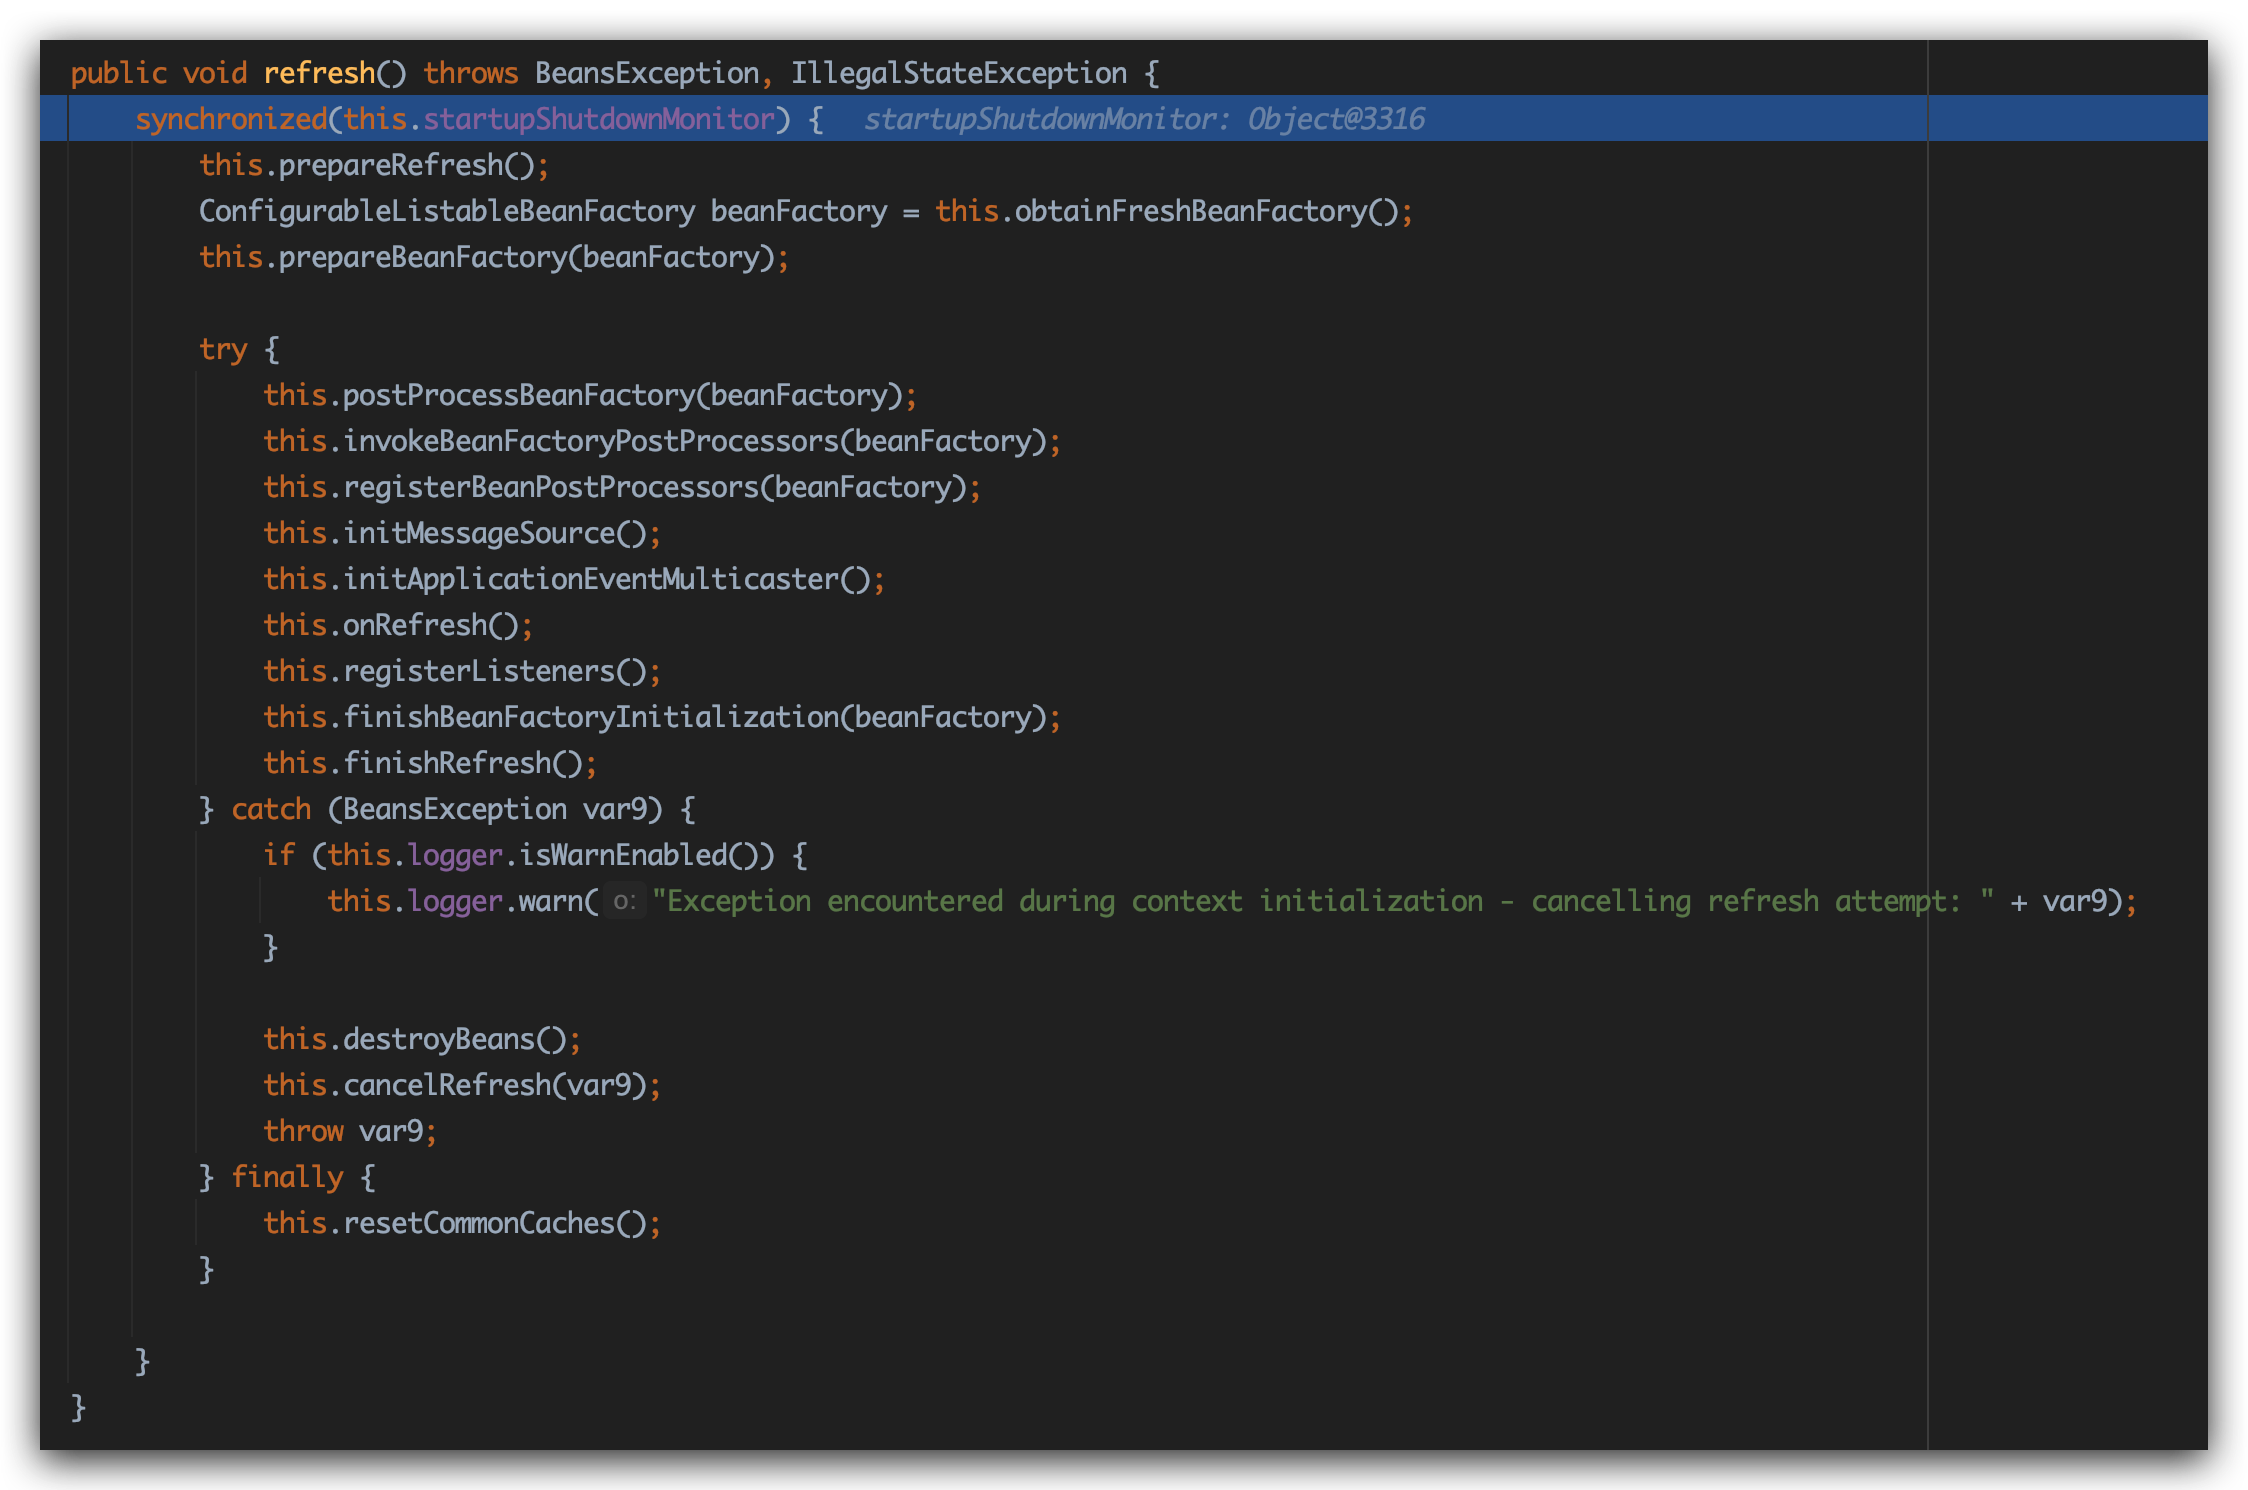 public void refresh() throws BeansException, IllegalStateException {
    synchronized(this.startupShutdownMonitor) {  startupShutdownMonitor: Object@3316
        this.prepareRefresh();
        ConfigurableListableBeanFactory beanFactory = this.obtainFreshBeanFactory();
        this.prepareBeanFactory(beanFactory);

        try {
            this.postProcessBeanFactory(beanFactory);
            this.invokeBeanFactoryPostProcessors(beanFactory);
            this.registerBeanPostProcessors(beanFactory);
            this.initMessageSource();
            this.initApplicationEventMulticaster();
            this.onRefresh();
            this.registerListeners();
            this.finishBeanFactoryInitialization(beanFactory);
            this.finishRefresh();
        } catch (BeansException var9) {
            if (this.logger.isWarnEnabled()) {
                this.logger.warn( o: "Exception encountered during context initialization - cancelling refresh attempt: " + var9);
            }

            this.destroyBeans();
            this.cancelRefresh(var9);
            throw var9;
        } finally {
            this.resetCommonCaches();
        }

    }
}